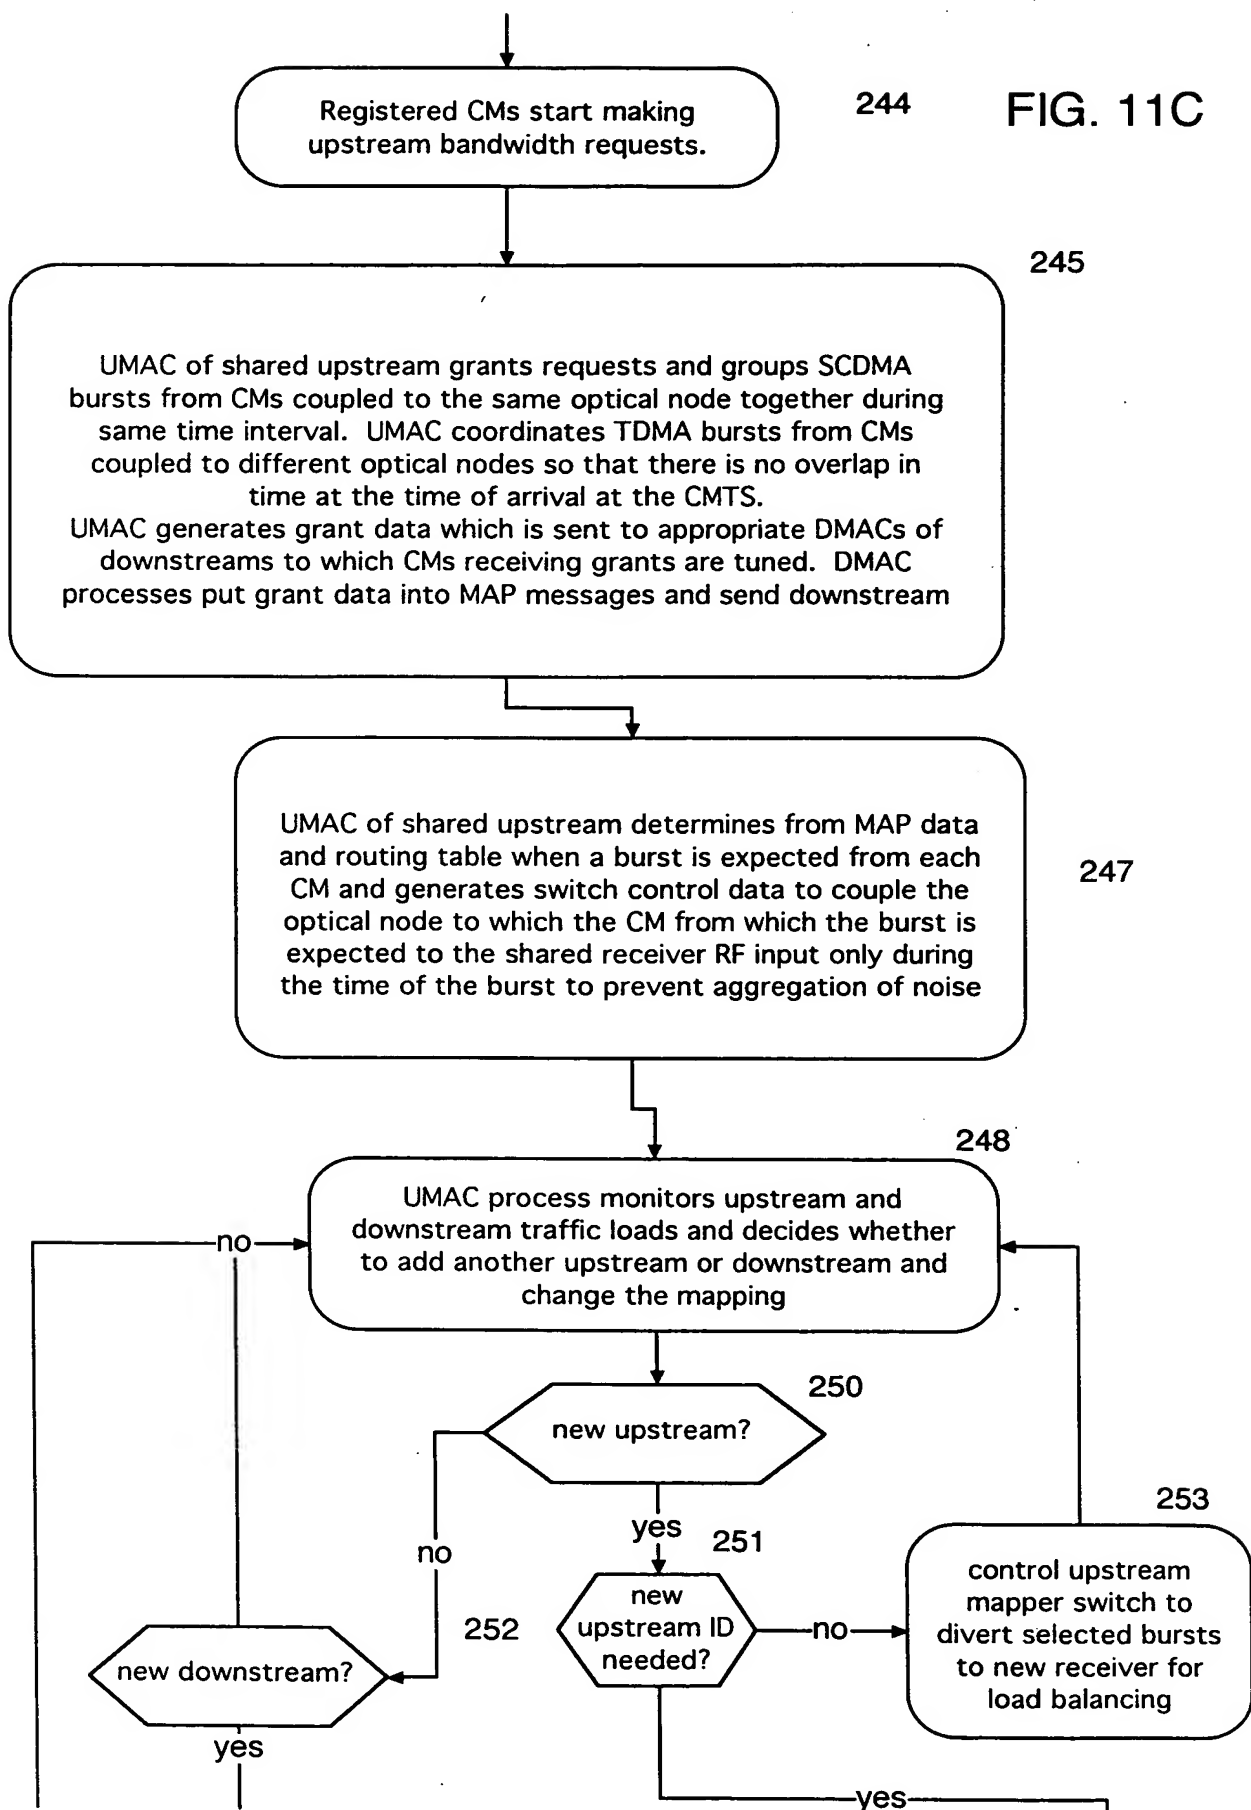 244
FIG. 11C
Registered CMs start making
upstream bandwidth requests.
245
UMAC of shared upstream grants requests and groups SCDMA
bursts from CMs coupled to the same optical node together during
same time interval. UMAC coordinates TDMA bursts from CMs
coupled to different optical nodes so that there is no overlap in
time at the time of arrival at the CMTS.
UMAC generates grant data which is sent to appropriate DMACs of
downstreams to which CMs receiving grants are tuned. DMAC
processes put grant data into MAP messages and send downstream
UMAC of shared upstream determines from MAP data
and routing table when a burst is expected from each
CM and generates switch control data to couple the
optical node to which the CM from which the burst is
expected to the shared receiver RF input only during
the time of the burst to prevent aggregation of noise
247
248
UMAC process monitors upstream and
downstream traffic loads and decides whether
to add another upstream or downstream and
change the mapping
no
250
new upstream?
yes
no
251
253
new
upstream ID
needed?
no
control upstream
mapper switch to
divert selected bursts
to new receiver for
load balancing
252
new downstream?
yes
yes